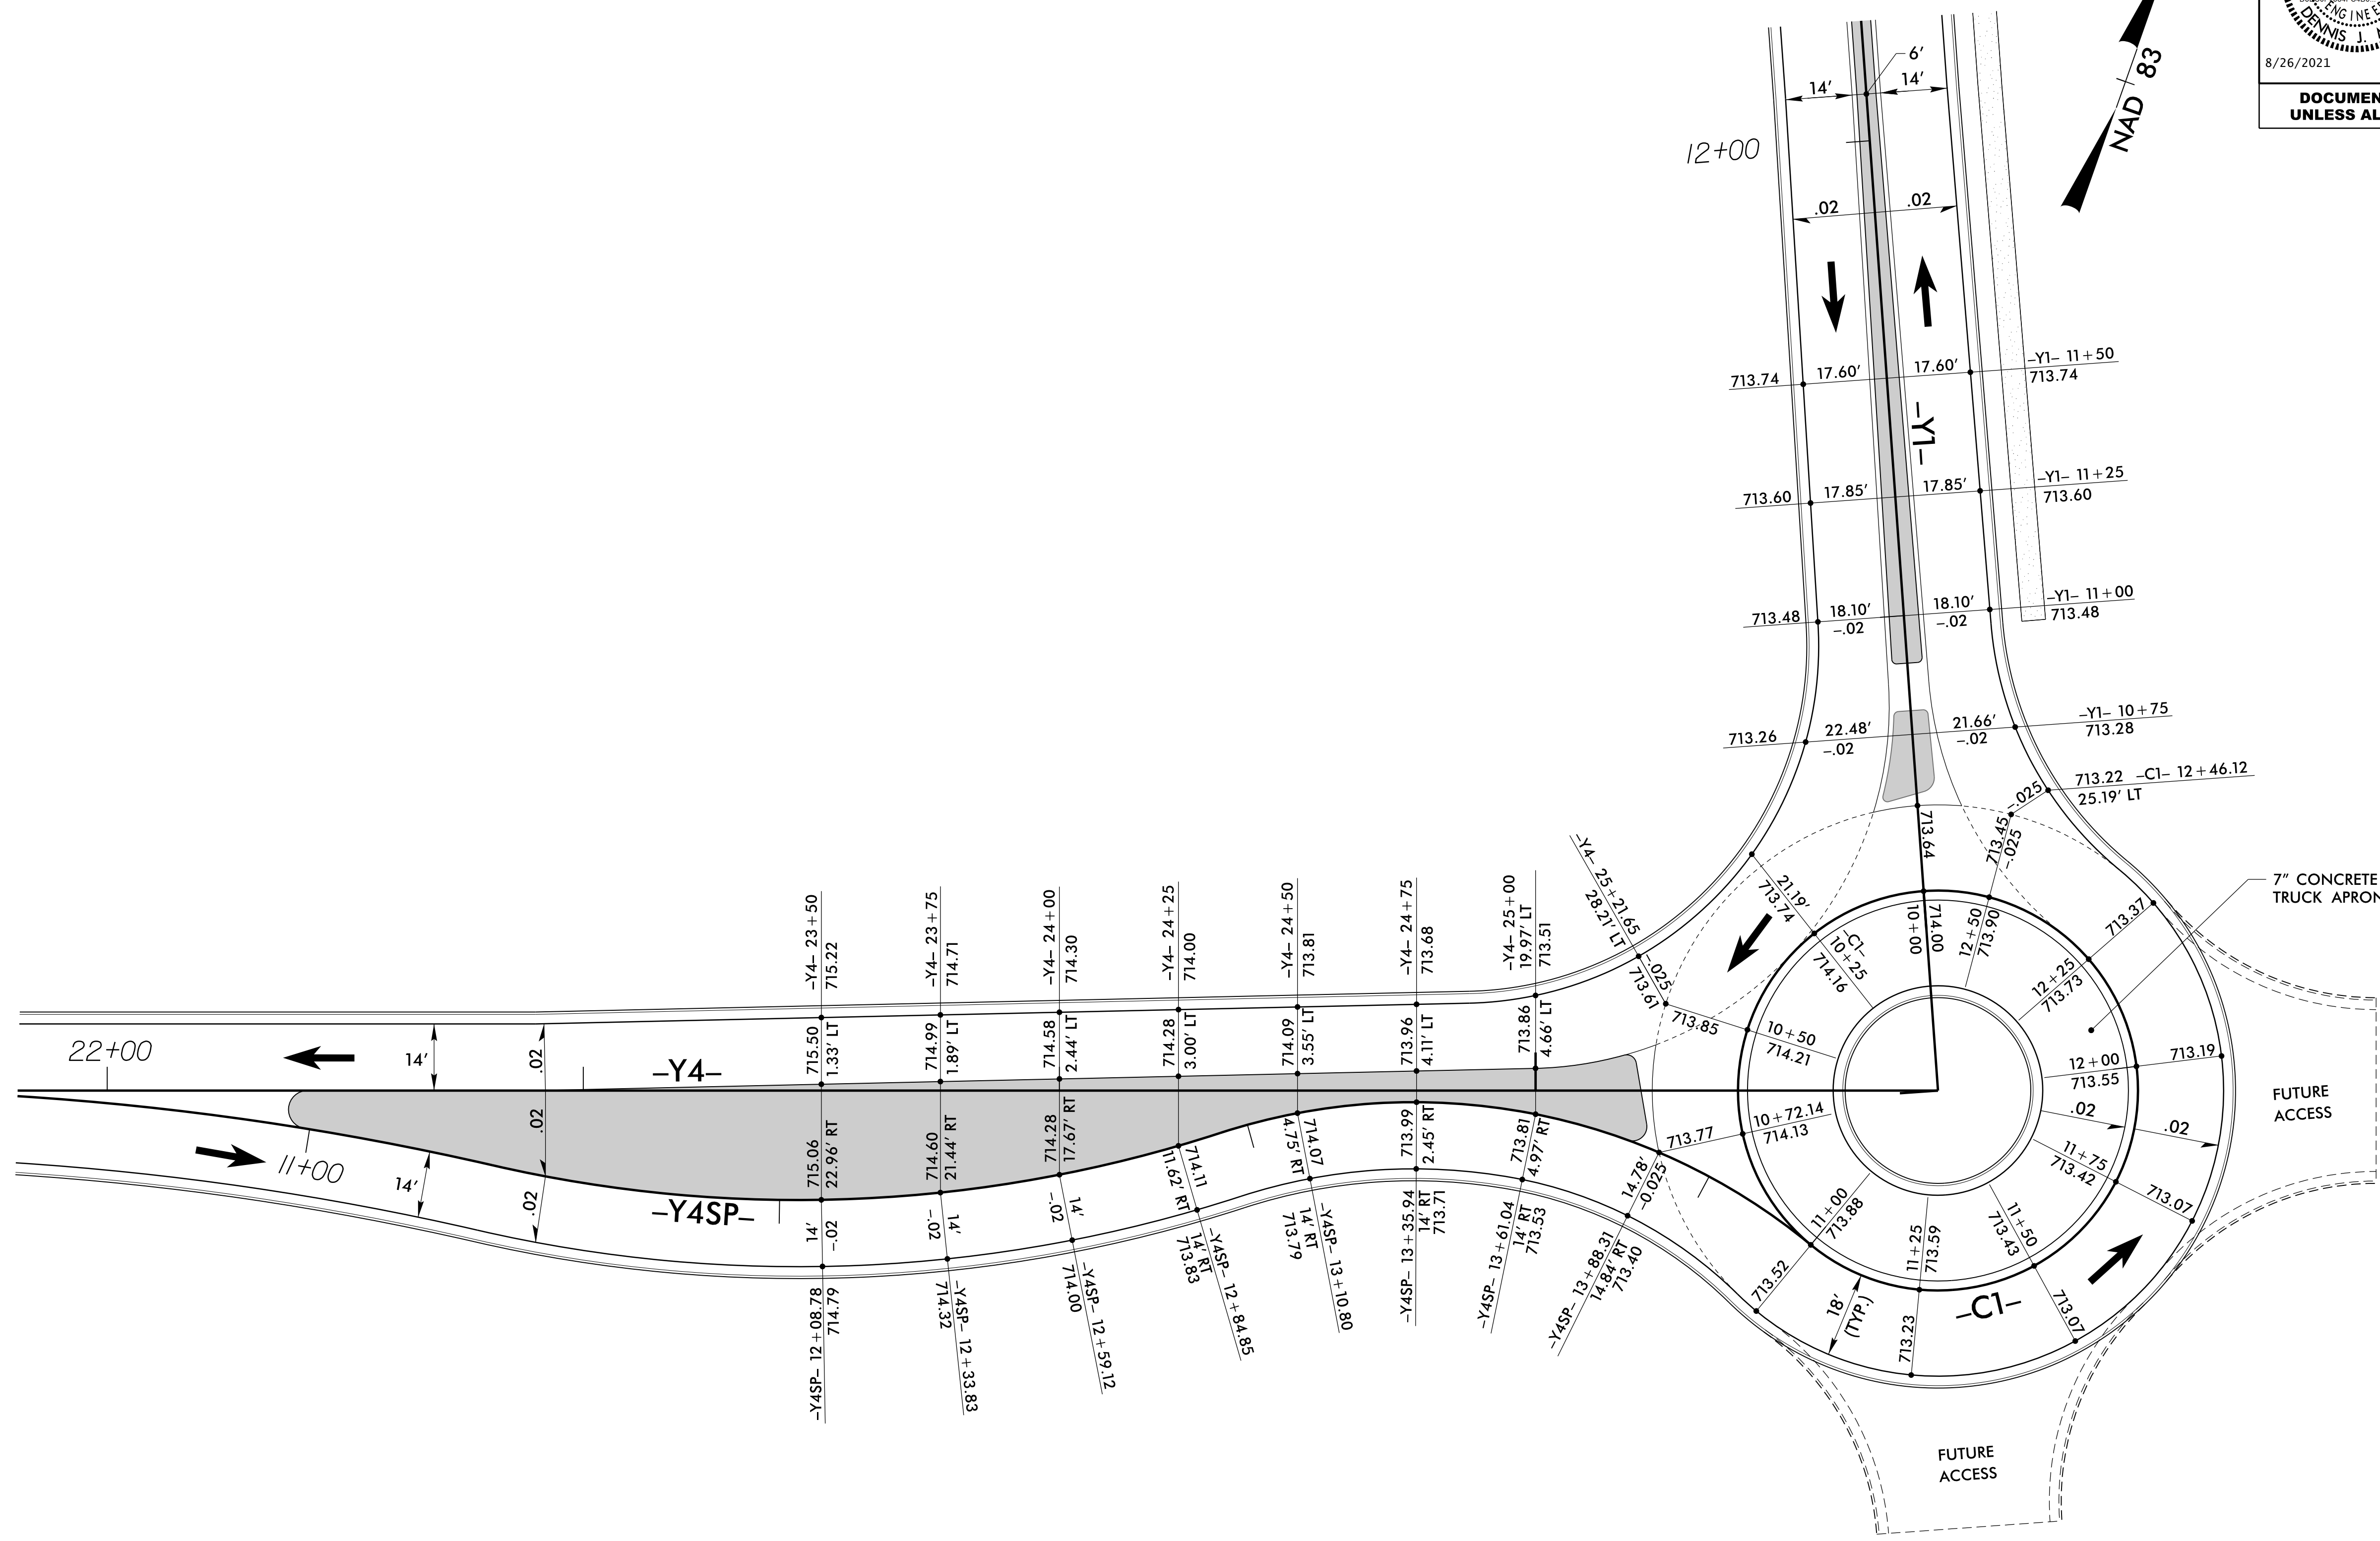 ENGINEE
DENNIS J.
8/26/2021
DOCUMEN
UNLESS AL
NAD 83
6'
14'
14'
12+00
.02
.02
713.74
17.60'
17.60'
–Y1– 11+50
713.74
–Y1–
713.60
17.85'
17.85'
–Y1– 11+25
713.60
713.48
18.10'
–.02
18.10'
–.02
–Y1– 11+00
713.48
713.26
22.48'
–.02
21.66'
–.02
–Y1– 10+75
713.28
713.22 –C1– 12+46.12
25.19' LT
–.025
713.45
–.025
713.64
7" CONCRETE
TRUCK APRON
22+00
14'
.02
.02
–Y4–
11+00
14'
.02
–Y4SP–
–Y4– 23+50
715.22
715.50
1.33' LT
715.06
22.96' RT
14'
–.02
–Y4SP– 12+08.78
714.79
–Y4– 23+75
714.71
714.99
1.89' LT
714.60
21.44' RT
14'
–.02
–Y4SP– 12+33.83
714.32
–Y4– 24+00
714.30
714.58
2.44' LT
714.28
17.67' RT
14'
–.02
–Y4SP– 12+59.12
714.00
–Y4– 24+25
714.00
714.28
3.00' LT
714.11
11.62' RT
–Y4SP– 12+84.85
14' RT
713.83
–Y4– 24+50
713.81
714.09
3.55' LT
714.07
4.75' RT
–Y4SP– 13+10.80
14' RT
713.79
–Y4– 24+75
713.68
713.96
4.11' LT
713.99
2.45' RT
–Y4SP– 13+35.94
14' RT
713.71
–Y4– 25+00
19.97' LT
713.51
713.86
4.66' LT
713.81
4.97' RT
–Y4SP– 13+61.04
14' RT
713.53
–Y4– 25+21.65
28.21' LT
–.025
713.61
713.85
10+50
714.21
21.19'
713.74
–C1–
10+25
714.16
10+00
714.00
12+50
713.90
713.37
12+25
713.73
713.19
12+00
713.55
.02
.02
11+75
713.42
713.07
11+50
713.43
713.07
11+25
713.59
713.23
11+00
713.88
713.52
713.77
10+72.14
714.13
14.78'
–0.025
–Y4SP– 13+88.31
14.84' RT
713.40
18'
(TYP.)
–C1–
FUTURE
ACCESS
FUTURE
ACCESS